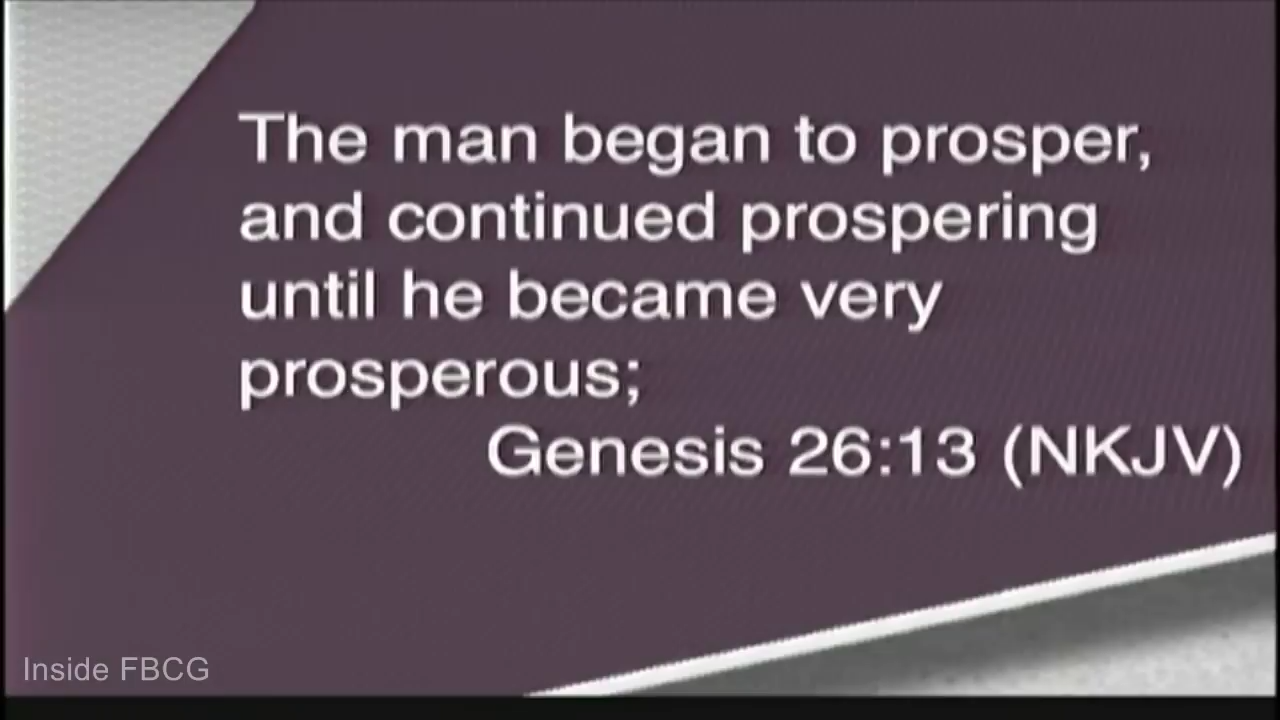 The man began to prosper,
and continued prospering
until he became very
prosperous;
Genesis 26:13 (NKJV)
Inside FBCG